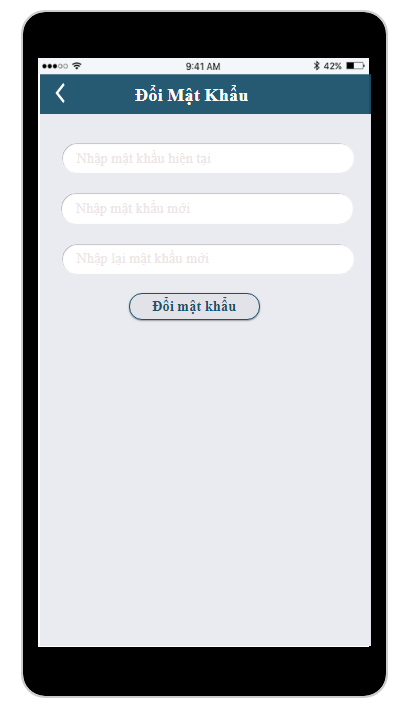 9:41 AM 42%
Đổi Mật Khẩu
Nhập mật khẩu hiện tại
Nhập mật khẩu mới
Nhập lại mật khẩu mới
Đổi mật khẩu